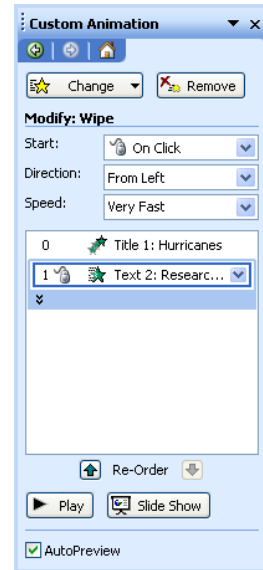 Custom Animation
Change Remove
Modify: Wipe
Start: On Click
Direction: From Left
Speed: Very Fast
0 Title 1: Hurricanes
1 Text 2: Researc...
Re-Order
Play Slide Show
AutoPreview